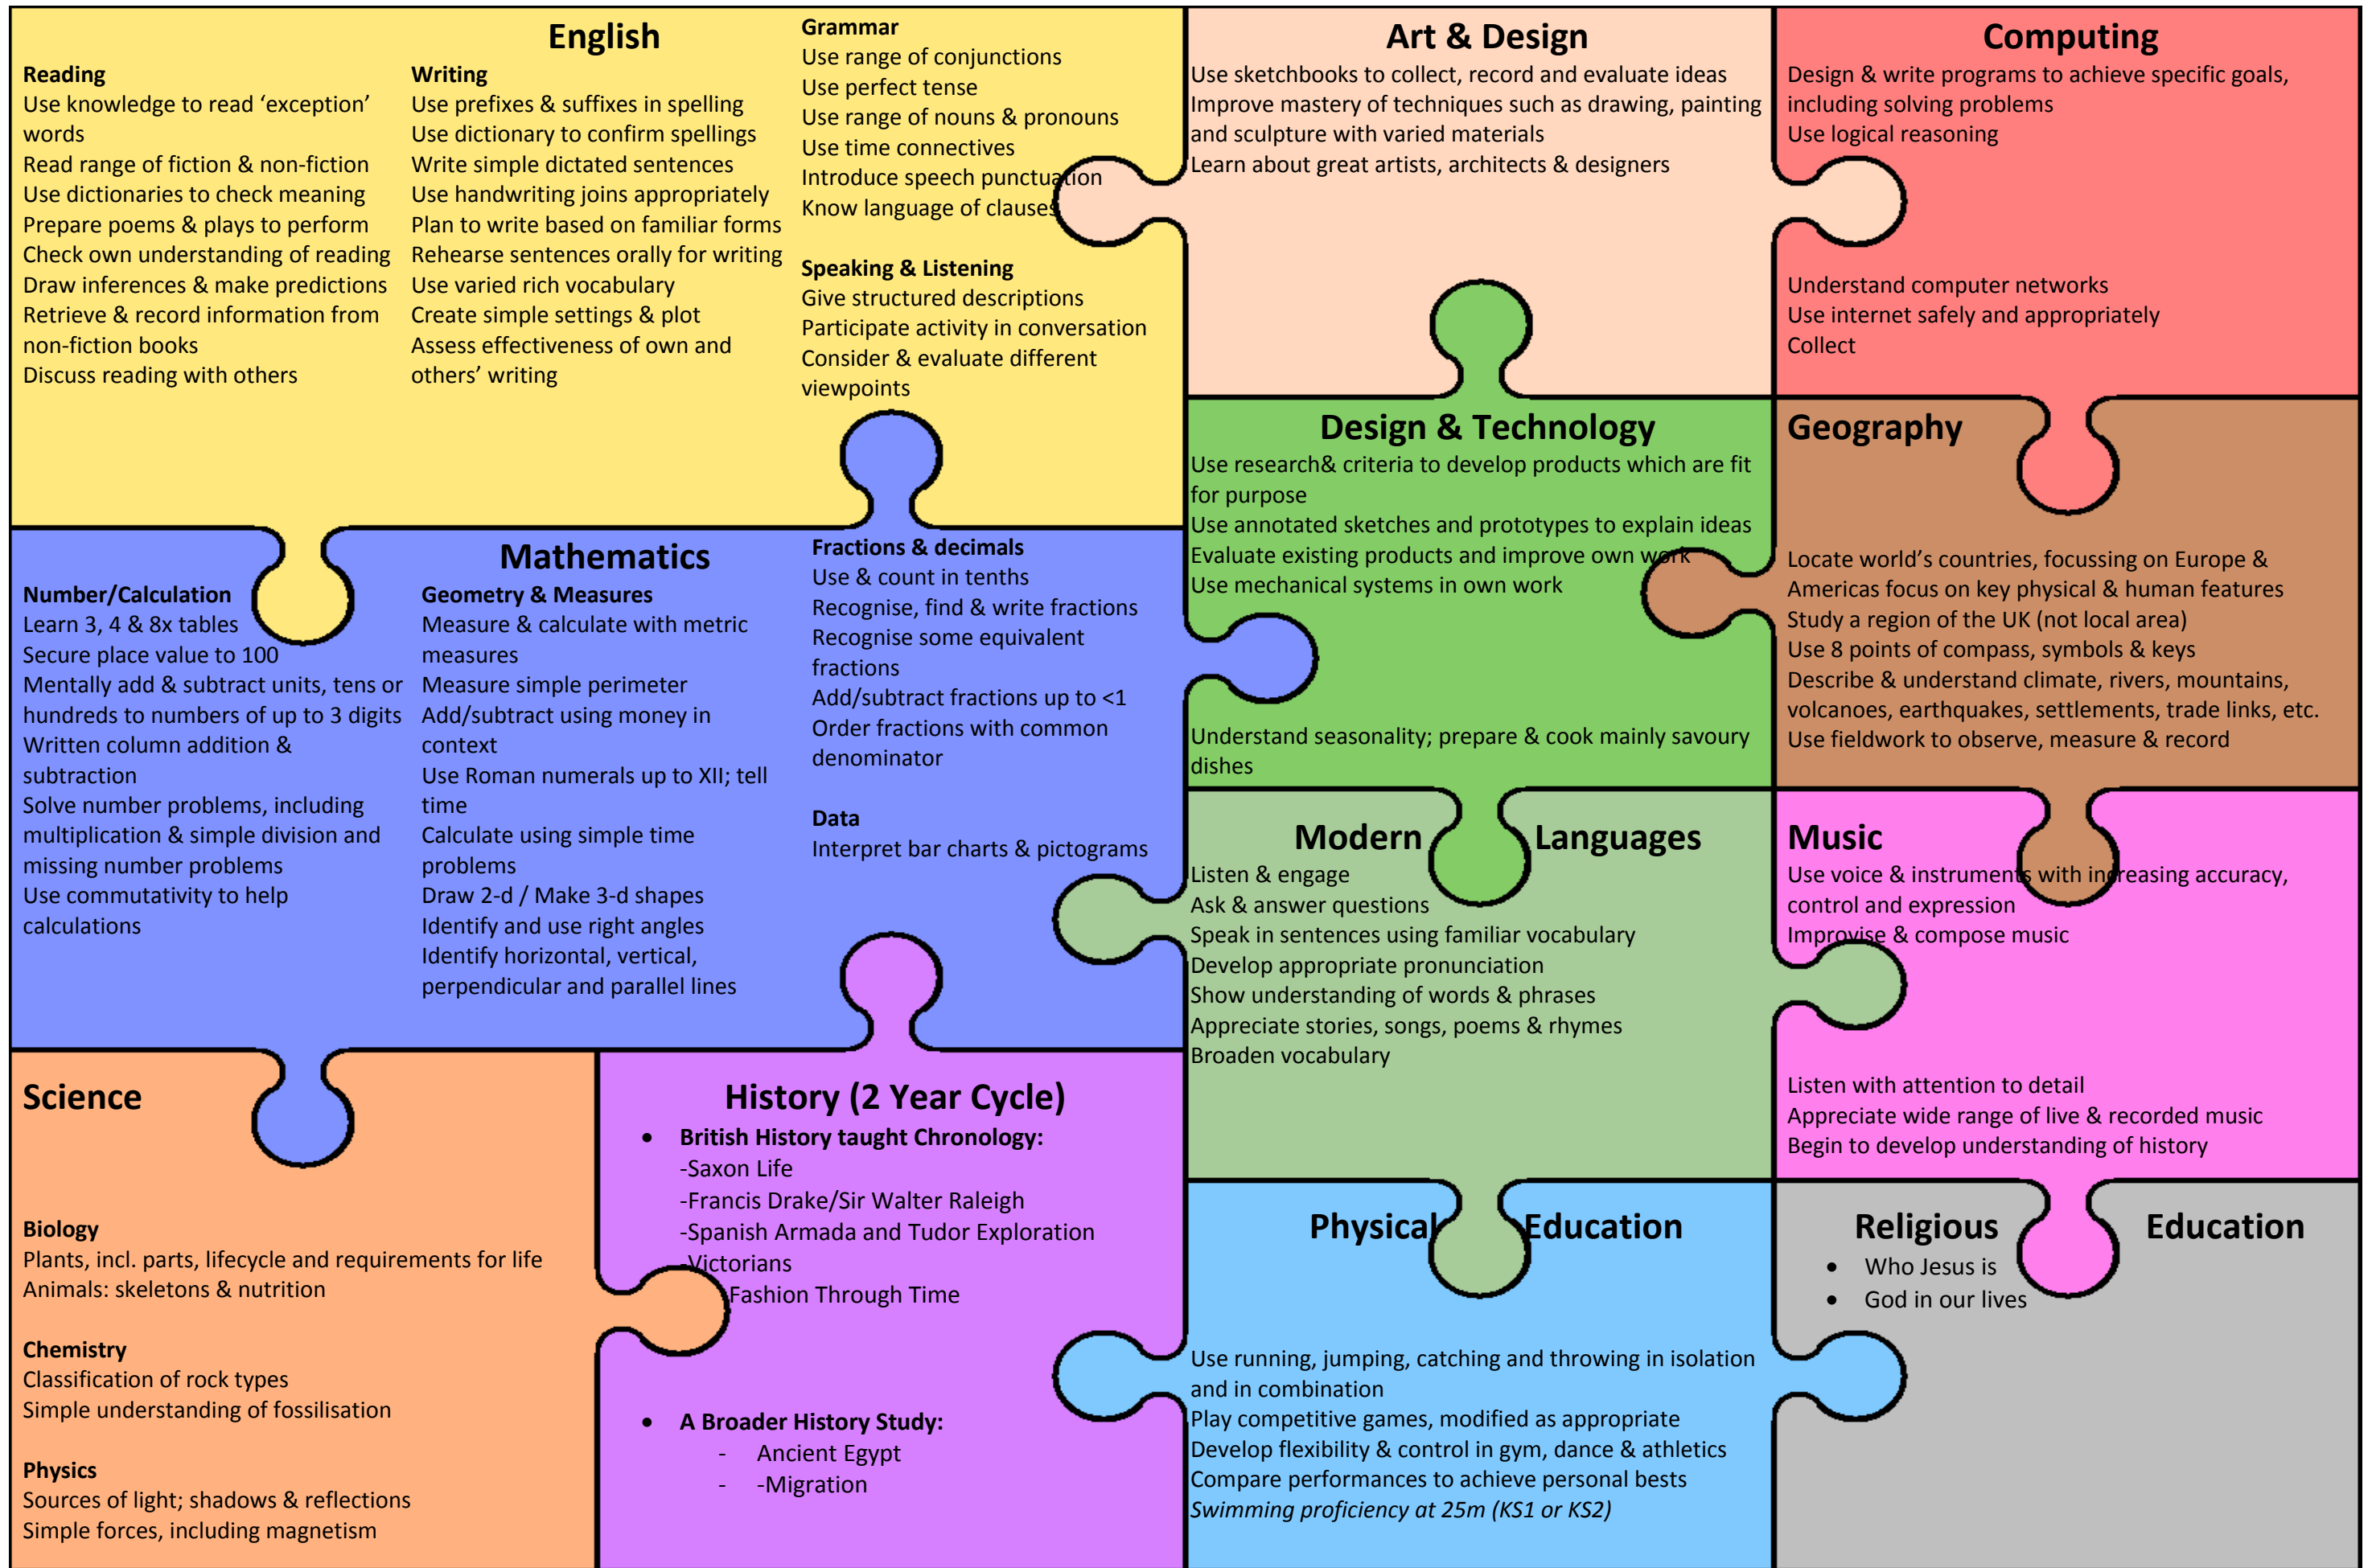 English
Reading
Use knowledge to read ‘exception’
words
Read range of fiction & non-fiction
Use dictionaries to check meaning
Prepare poems & plays to perform
Check own understanding of reading
Draw inferences & make predictions
Retrieve & record information from
non-fiction books
Discuss reading with others
Writing
Use prefixes & suffixes in spelling
Use dictionary to confirm spellings
Write simple dictated sentences
Use handwriting joins appropriately
Plan to write based on familiar forms
Rehearse sentences orally for writing
Use varied rich vocabulary
Create simple settings & plot
Assess effectiveness of own and
others’ writing
Grammar
Use range of conjunctions
Use perfect tense
Use range of nouns & pronouns
Use time connectives
Introduce speech punctuation
Know language of clauses
Speaking & Listening
Give structured descriptions
Participate activity in conversation
Consider & evaluate different
viewpoints
Art & Design
Use sketchbooks to collect, record and evaluate ideas
Improve mastery of techniques such as drawing, painting
and sculpture with varied materials
Learn about great artists, architects & designers
Computing
Design & write programs to achieve specific goals,
including solving problems
Use logical reasoning
Understand computer networks
Use internet safely and appropriately
Collect
Mathematics
Number/Calculation
Learn 3, 4 & 8x tables
Secure place value to 100
Mentally add & subtract units, tens or
hundreds to numbers of up to 3 digits
Written column addition &
subtraction
Solve number problems, including
multiplication & simple division and
missing number problems
Use commutativity to help
calculations
Geometry & Measures
Measure & calculate with metric
measures
Measure simple perimeter
Add/subtract using money in
context
Use Roman numerals up to XII; tell
time
Calculate using simple time
problems
Draw 2-d / Make 3-d shapes
Identify and use right angles
Identify horizontal, vertical,
perpendicular and parallel lines
Fractions & decimals
Use & count in tenths
Recognise, find & write fractions
Recognise some equivalent
fractions
Add/subtract fractions up to <1
Order fractions with common
denominator
Data
Interpret bar charts & pictograms
Design & Technology
Use research& criteria to develop products which are fit
for purpose
Use annotated sketches and prototypes to explain ideas
Evaluate existing products and improve own work
Use mechanical systems in own work
Understand seasonality; prepare & cook mainly savoury
dishes
Geography
Locate world’s countries, focussing on Europe &
Americas focus on key physical & human features
Study a region of the UK (not local area)
Use 8 points of compass, symbols & keys
Describe & understand climate, rivers, mountains,
volcanoes, earthquakes, settlements, trade links, etc.
Use fieldwork to observe, measure & record
Modern Languages
Listen & engage
Ask & answer questions
Speak in sentences using familiar vocabulary
Develop appropriate pronunciation
Show understanding of words & phrases
Appreciate stories, songs, poems & rhymes
Broaden vocabulary
Music
Use voice & instruments with increasing accuracy,
control and expression
Improvise & compose music
Listen with attention to detail
Appreciate wide range of live & recorded music
Begin to develop understanding of history
Science
Biology
Plants, incl. parts, lifecycle and requirements for life
Animals: skeletons & nutrition
Chemistry
Classification of rock types
Simple understanding of fossilisation
Physics
Sources of light; shadows & reflections
Simple forces, including magnetism
History (2 Year Cycle)
• British History taught Chronology:
-Saxon Life
-Francis Drake/Sir Walter Raleigh
-Spanish Armada and Tudor Exploration
-Victorians
Fashion Through Time
• A Broader History Study:
- Ancient Egypt
- -Migration
Physical Education
Use running, jumping, catching and throwing in isolation
and in combination
Play competitive games, modified as appropriate
Develop flexibility & control in gym, dance & athletics
Compare performances to achieve personal bests
Swimming proficiency at 25m (KS1 or KS2)
Religious Education
• Who Jesus is
• God in our lives